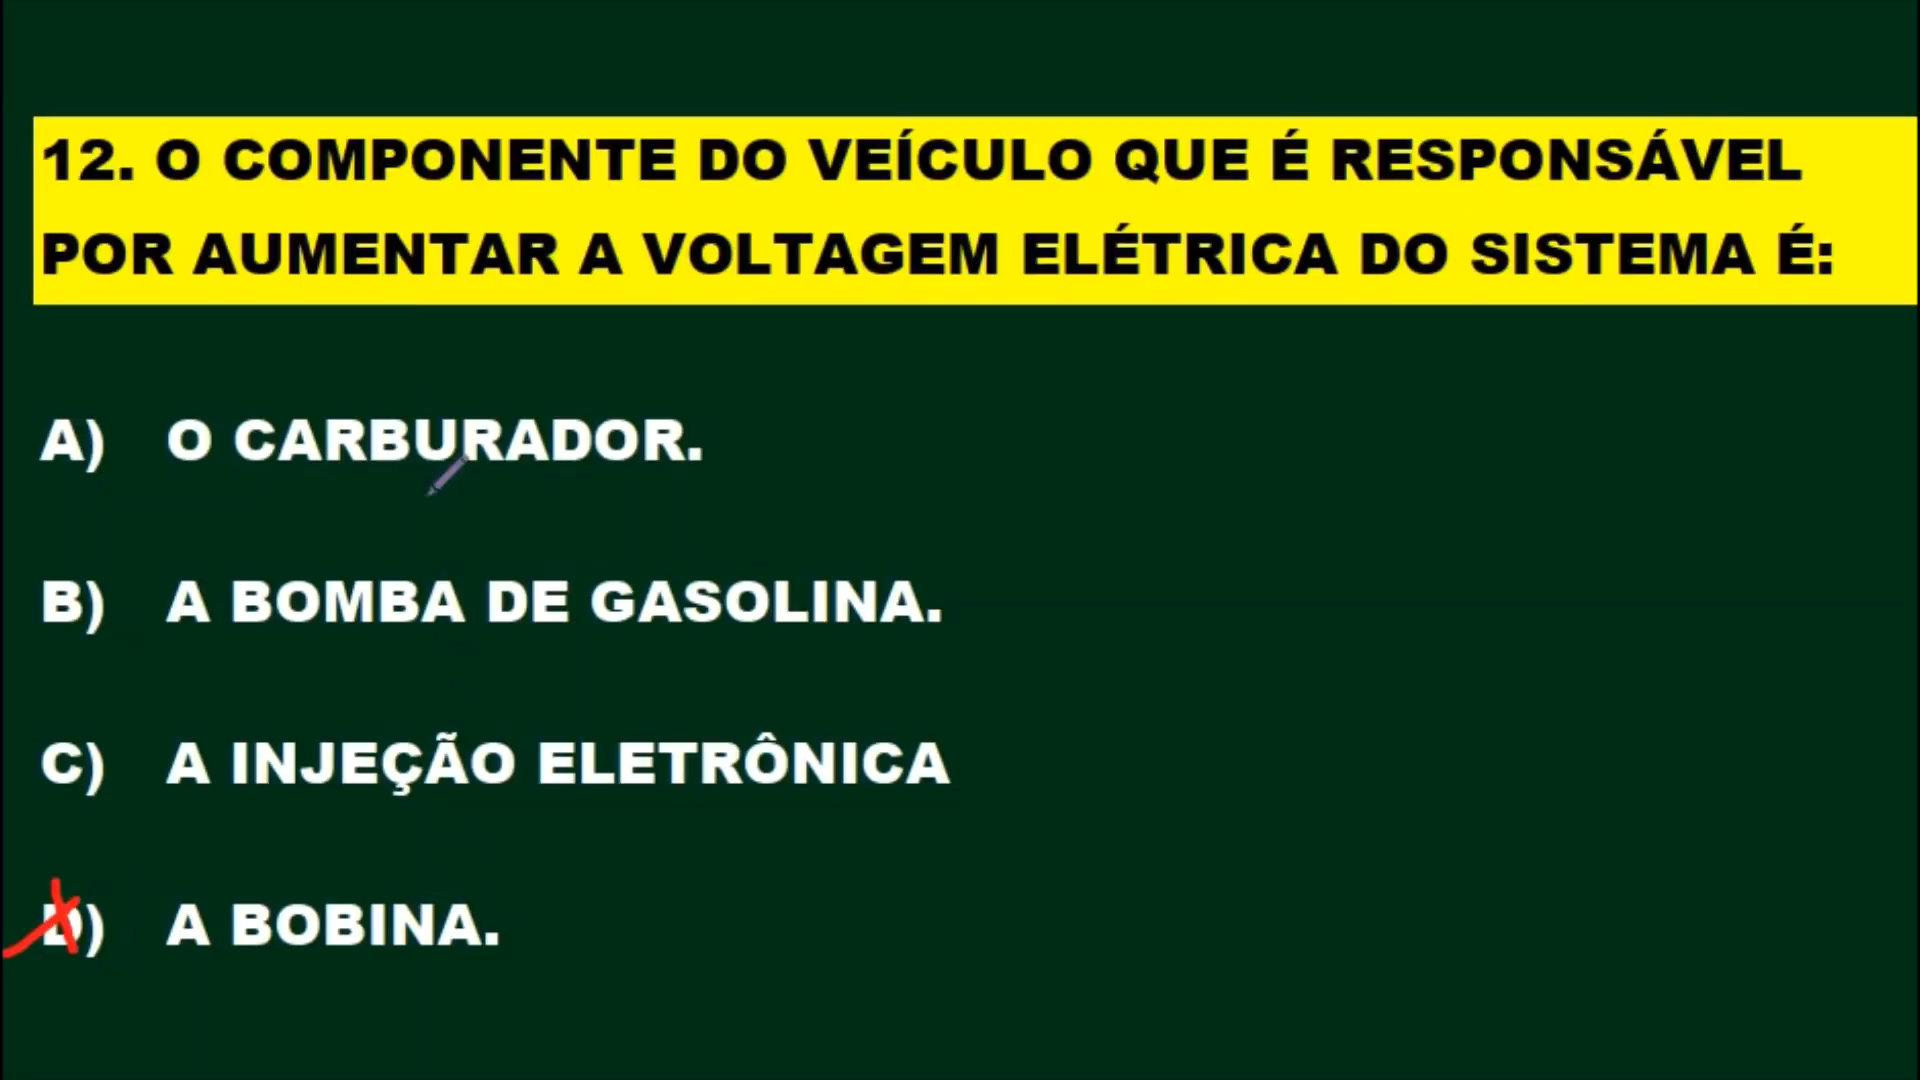 12. O COMPONENTE DO VEÍCULO QUE É RESPONSÁVEL
POR AUMENTAR A VOLTAGEM ELÉTRICA DO SISTEMA É:
A) O CARBURADOR.
B) A BOMBA DE GASOLINA.
C) A INJEÇÃO ELETRÔNICA
D) A BOBINA.